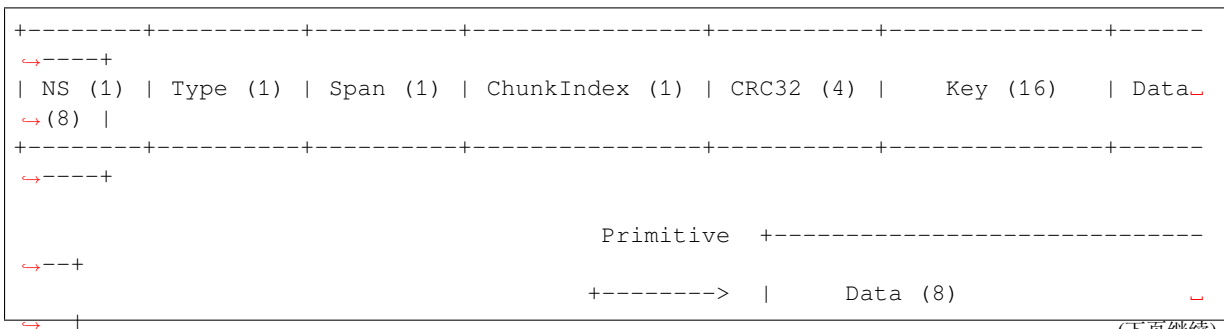 +--------+----------+----------+----------------+-----------+---------------+------
↪----+
| NS (1) | Type (1) | Span (1) | ChunkIndex (1) | CRC32 (4) |    Key (16)   | Data␣
↪(8) |
+--------+----------+----------+----------------+-----------+---------------+------
↪----+
                                       Primitive  +-----------------------------
↪--+
                                      +-------->  |     Data (8)                ␣
↪  |
(下页继续)